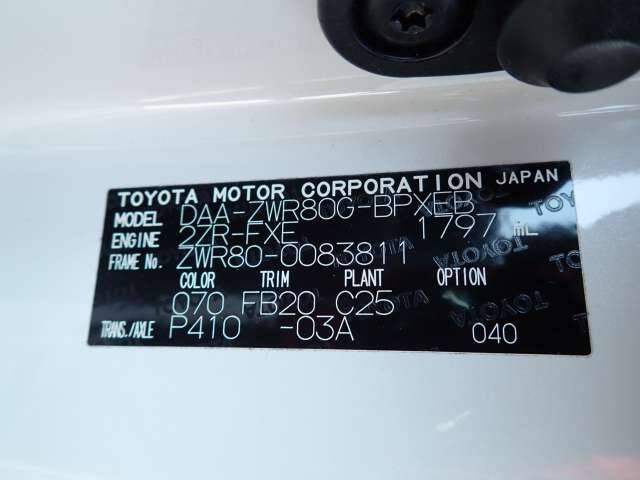 TOYOTA MOTOR CORPORATION JAPAN
MODEL DAA-ZWR80G-BPXEB
ENGINE 2ZR-FXE 1797 mL
FRAME No. ZWR80-0083811
COLOR TRIM PLANT OPTION
070 FB20 C25
TRANS./AXLE P410 -03A 040